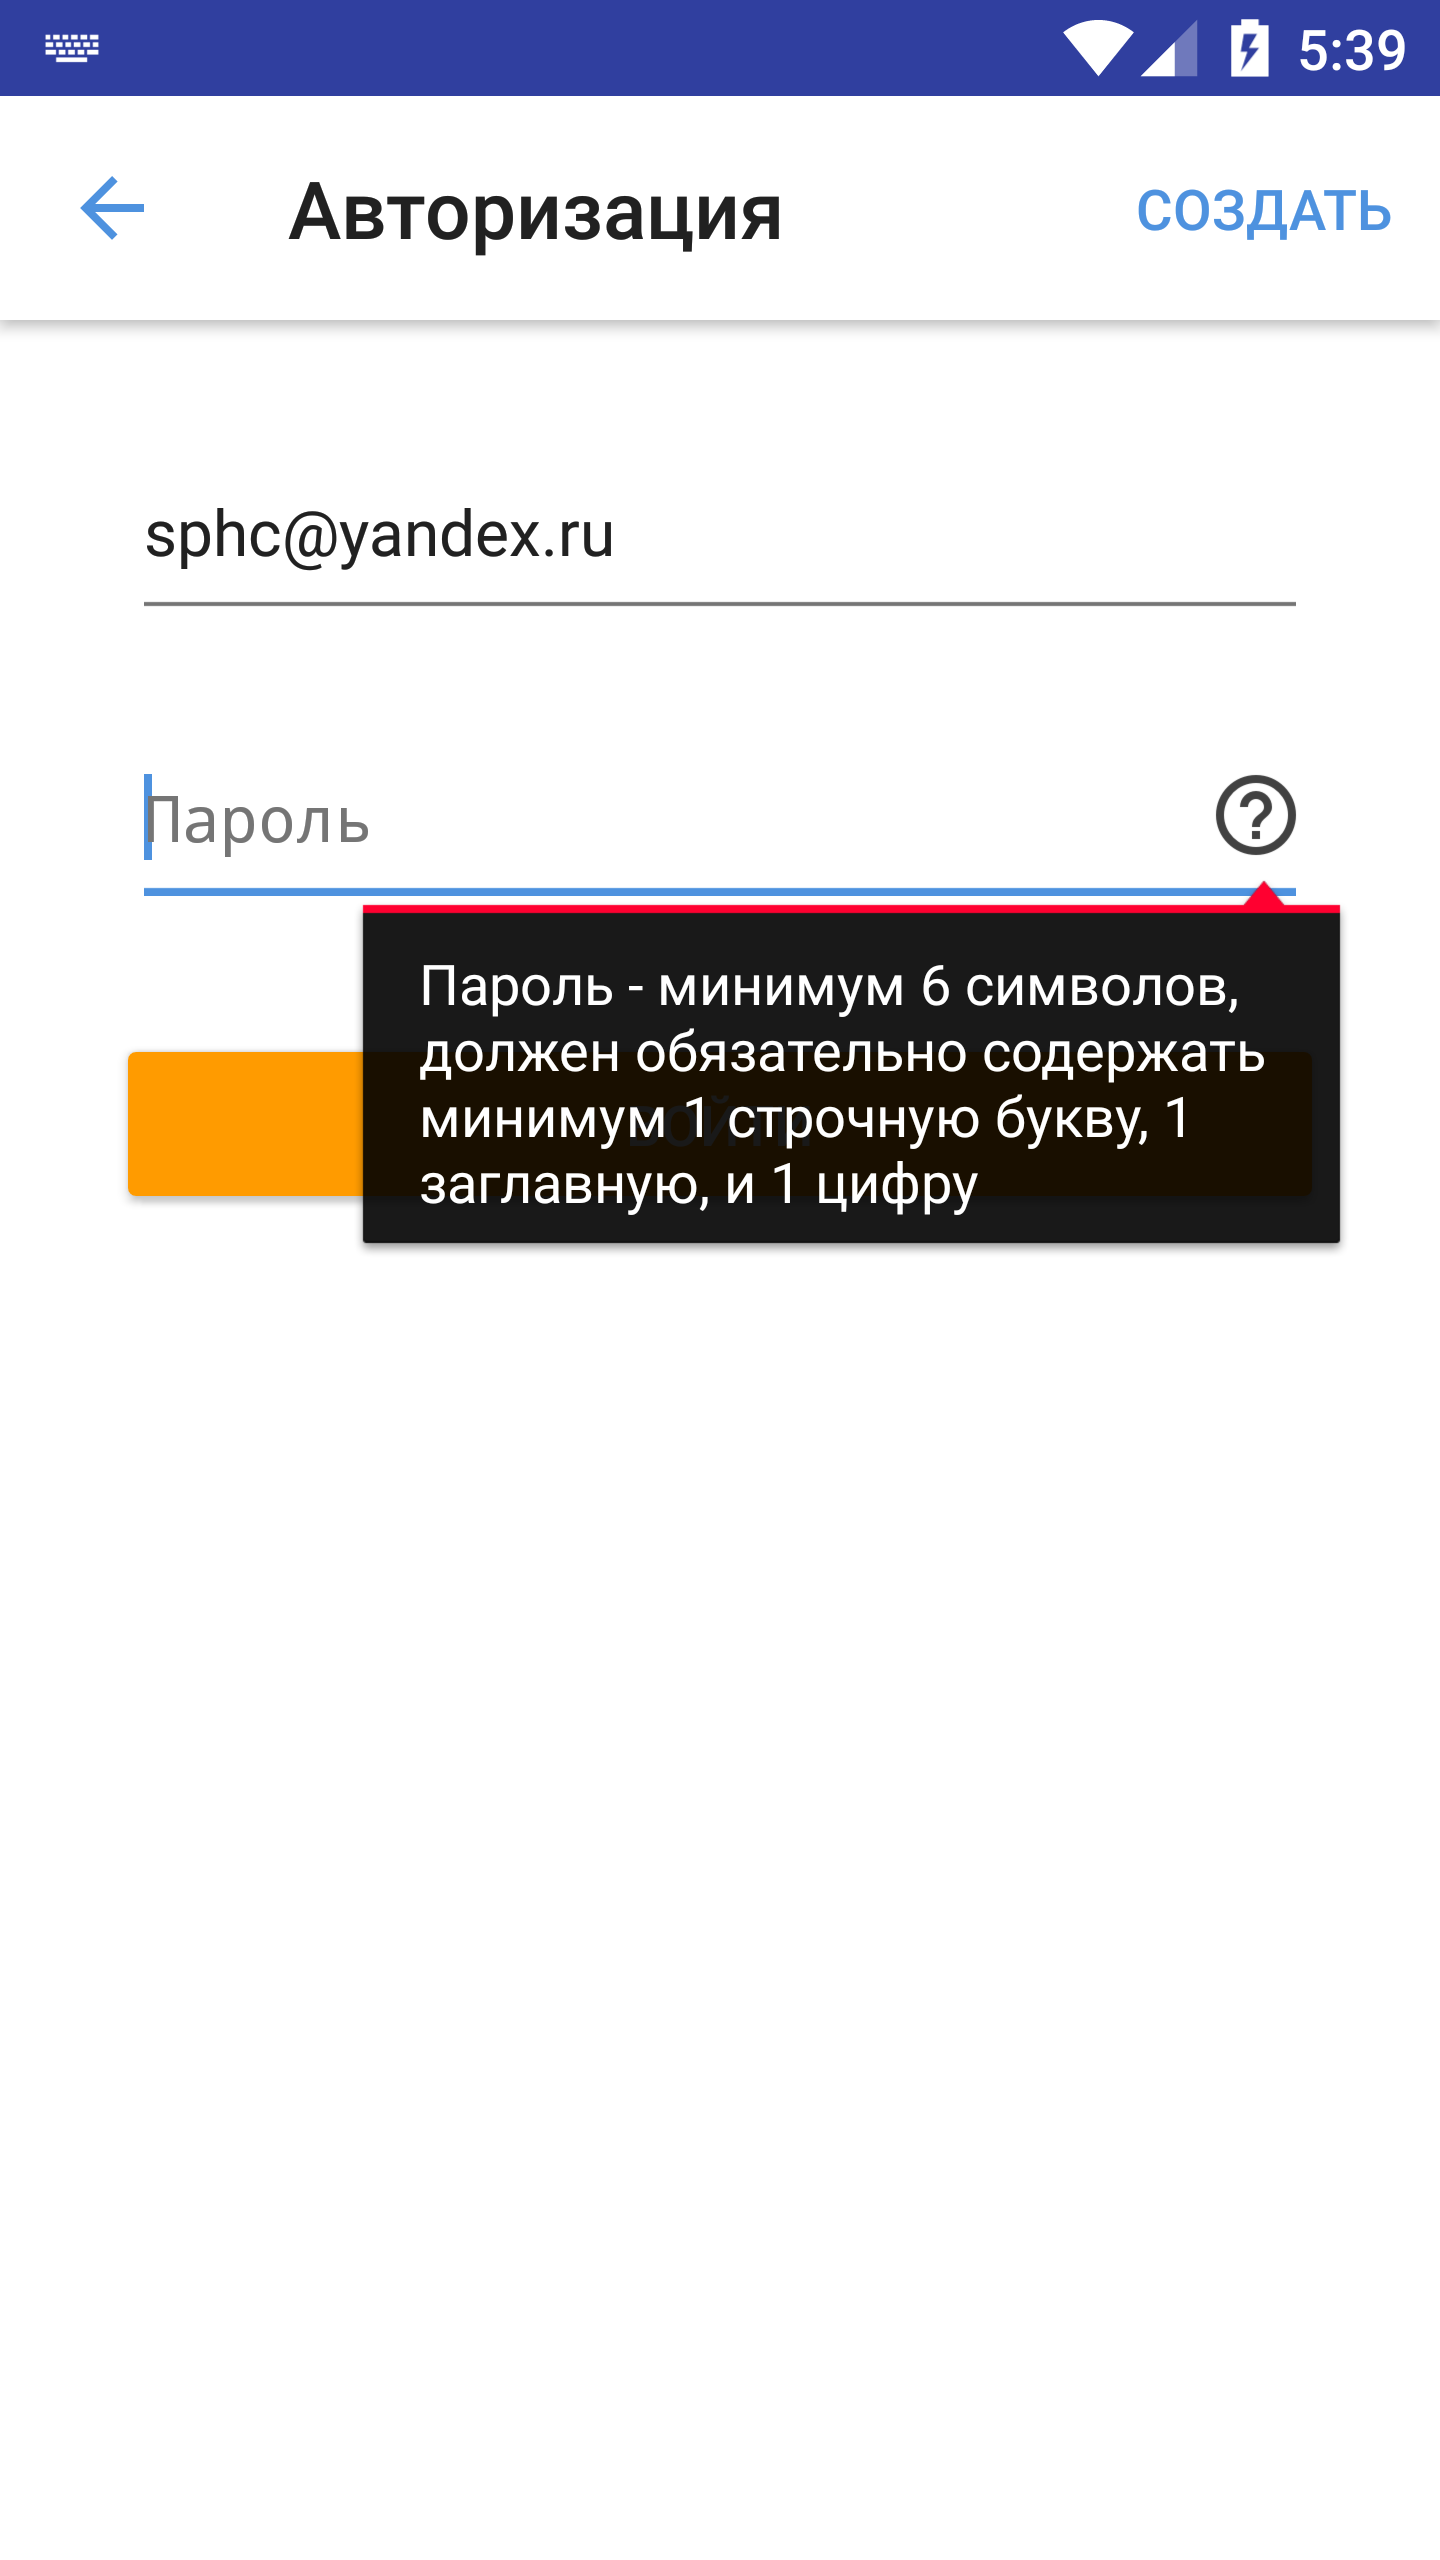 5:39
Авторизация
СОЗДАТЬ
sphc@yandex.ru
Пароль
Пароль - минимум 6 символов,
должен обязательно содержать
минимум 1 строчную букву, 1
заглавную, и 1 цифру